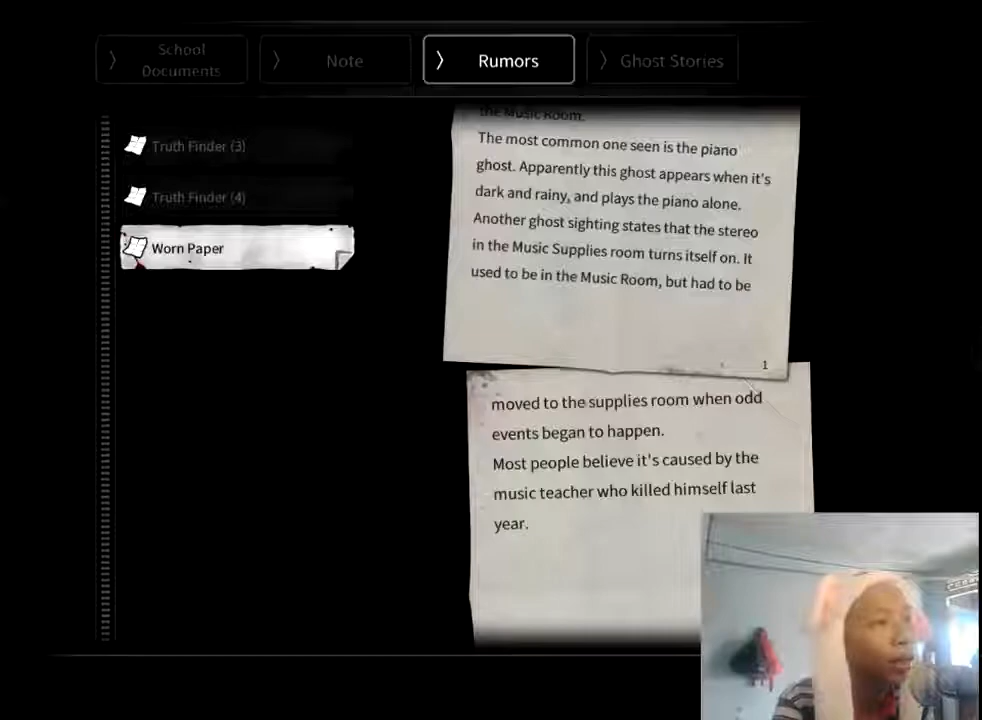 School
Documents
Note
Rumors
Ghost Stories
Truth Finder (3)
Truth Finder (4)
Worn Paper
the Music Room.
The most common one seen is the piano
ghost. Apparently this ghost appears when it's
dark and rainy, and plays the piano alone.
Another ghost sighting states that the stereo
in the Music Supplies room turns itself on. It
used to be in the Music Room, but had to be
1
moved to the supplies room when odd
events began to happen.
Most people believe it's caused by the
music teacher who killed himself last
year.